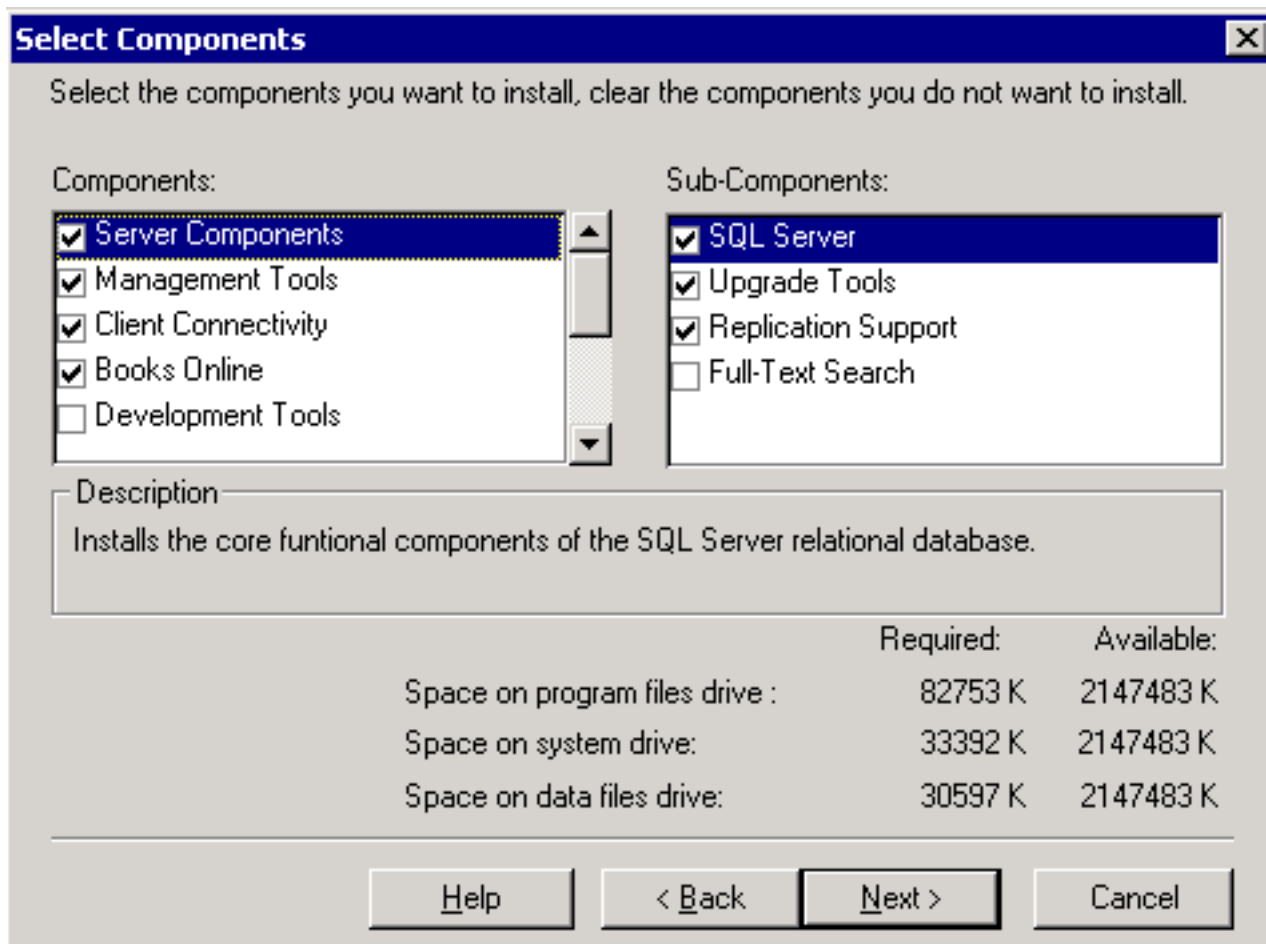 Select Components
Select the components you want to install, clear the components you do not want to install.
Components:
Server Components
Management Tools
Client Connectivity
Books Online
Development Tools
Sub-Components:
SQL Server
Upgrade Tools
Replication Support
Full-Text Search
Description
Installs the core funtional components of the SQL Server relational database.
Required: Available:
Space on program files drive : 82753 K 2147483 K
Space on system drive: 33392 K 2147483 K
Space on data files drive: 30597 K 2147483 K
Help < Back Next > Cancel